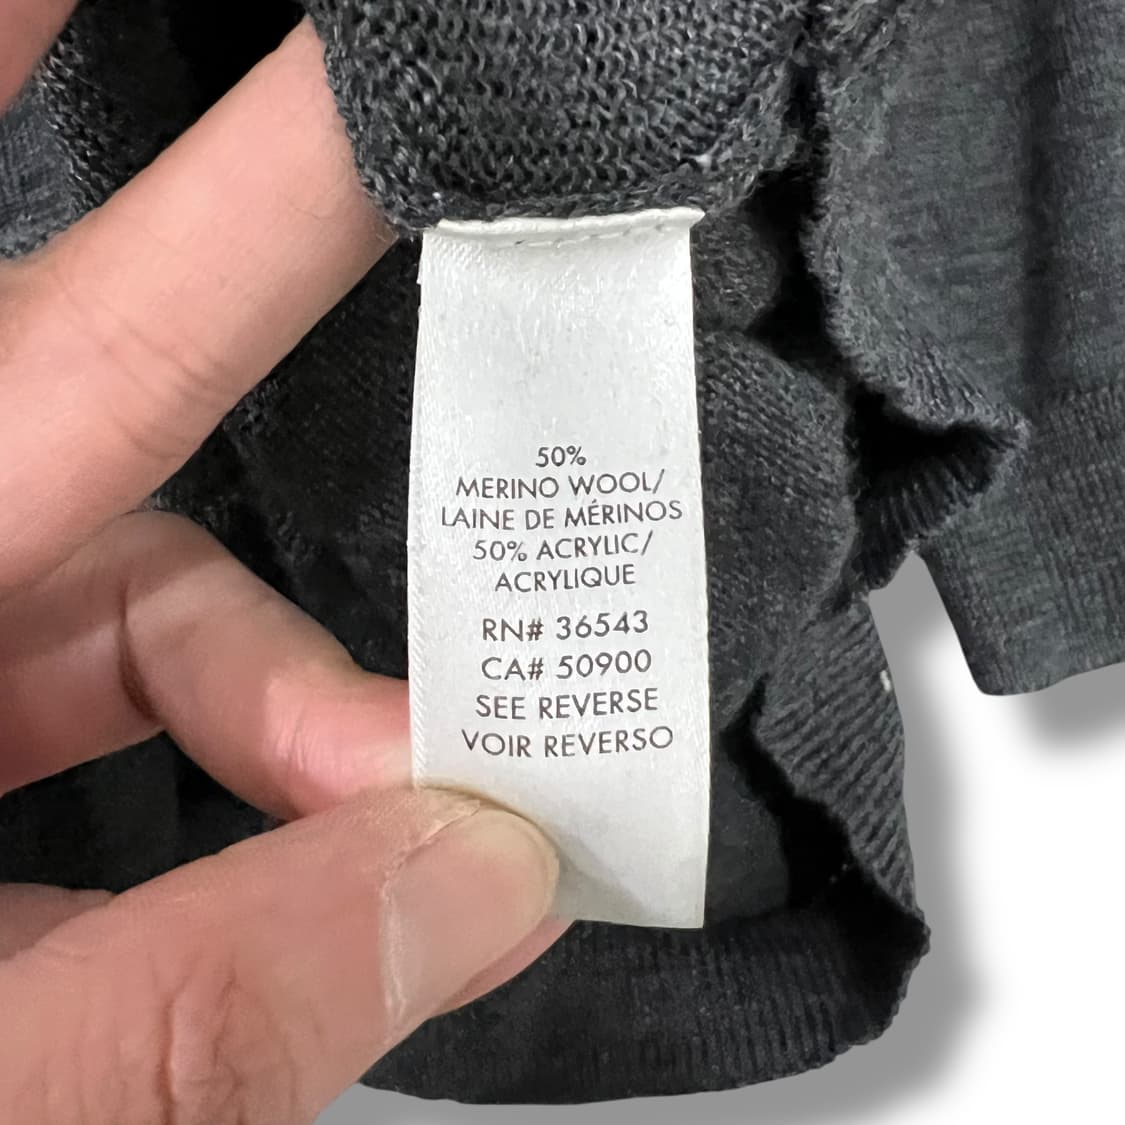 50%
MERINO WOOL/
LAINE DE MÉRINOS
50% ACRYLIC/
ACRYLIQUE
RN# 36543
CA# 50900
SEE REVERSE
VOIR REVERSO